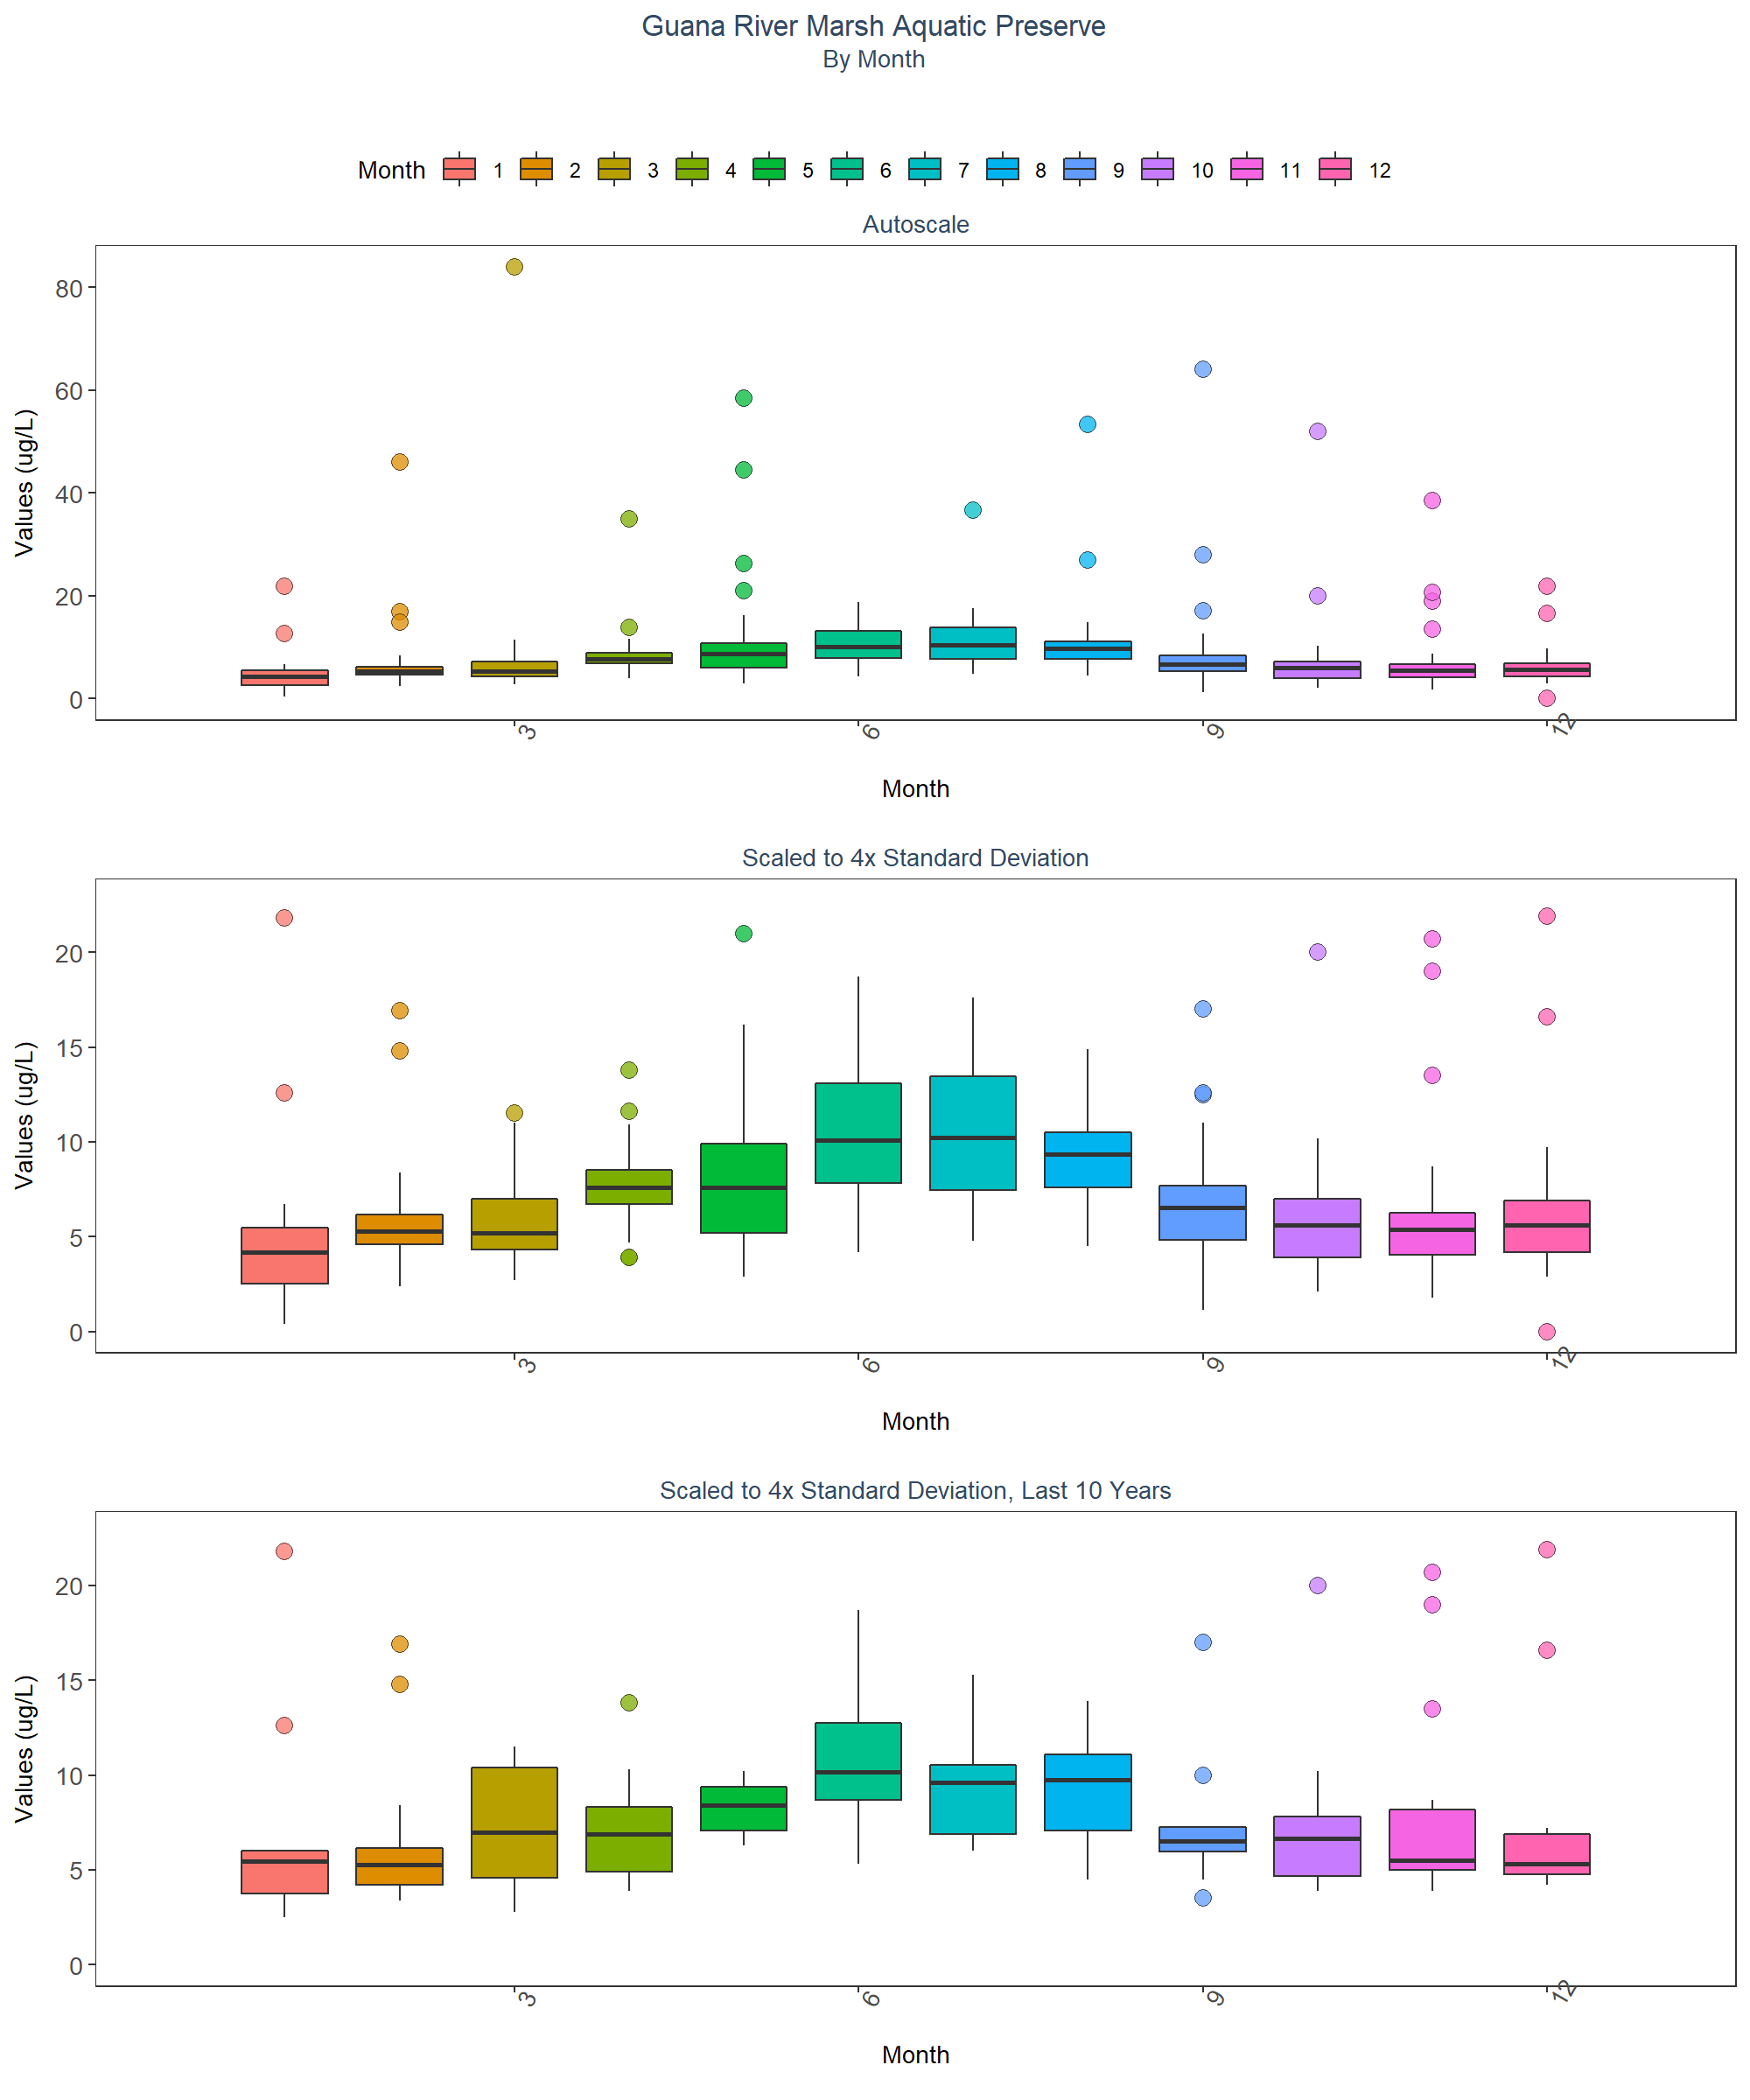 Guana River Marsh Aquatic Preserve
By Month
Month 1 2 3 4 5 6 7 8 9 10 11 12
Autoscale
Values (ug/L)
80
60
40
20
0
3 6 9 12
Month
Scaled to 4x Standard Deviation
Values (ug/L)
20
15
10
5
0
3 6 9 12
Month
Scaled to 4x Standard Deviation, Last 10 Years
Values (ug/L)
20
15
10
5
0
3 6 9 12
Month